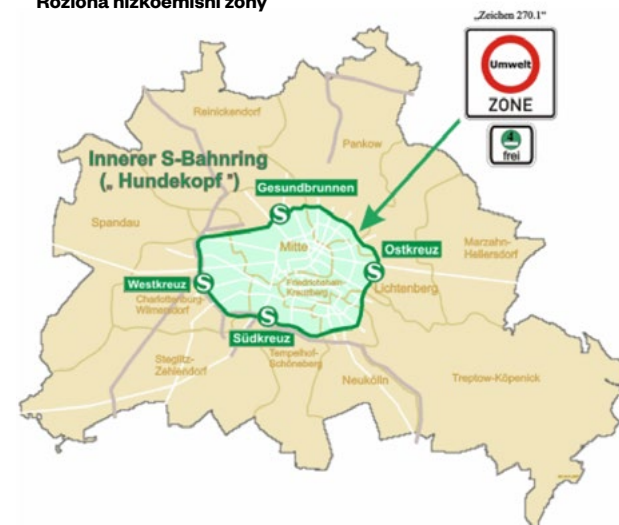 Rozloha nízkoemisní zóny
„Zeichen 270.1“
Umwelt
ZONE
4
frei
Reinickendorf
Pankow
Innerer S-Bahnring
(„ Hundekopf ")
Gesundbrunnen
S
Spandau
Mitte
Ostkreuz
Marzahn-
Hellersdorf
S
Westkreuz
S
Friedrichshain-
Kreuzberg
Lichtenberg
Charlottenburg-
Wilmersdorf
S
Südkreuz
Steglitz-
Zehlendorf
Tempelhof-
Schöneberg
Neukölln
Treptow-Köpenick